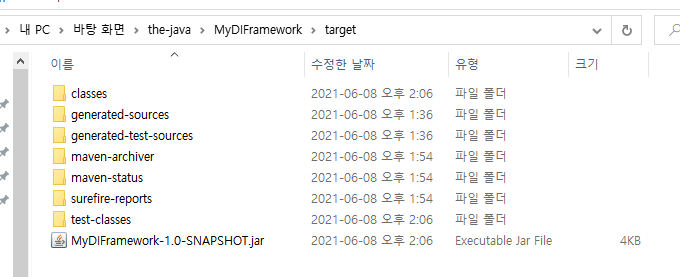 내 PC > 바탕 화면 > the-java > MyDIFramework > target
이름 수정한 날짜 유형 크기
classes 2021-06-08 오후 2:06 파일 폴더
generated-sources 2021-06-08 오후 1:36 파일 폴더
generated-test-sources 2021-06-08 오후 1:36 파일 폴더
maven-archiver 2021-06-08 오후 1:54 파일 폴더
maven-status 2021-06-08 오후 1:54 파일 폴더
surefire-reports 2021-06-08 오후 1:54 파일 폴더
test-classes 2021-06-08 오후 2:06 파일 폴더
MyDIFramework-1.0-SNAPSHOT.jar 2021-06-08 오후 2:06 Executable Jar File 4KB